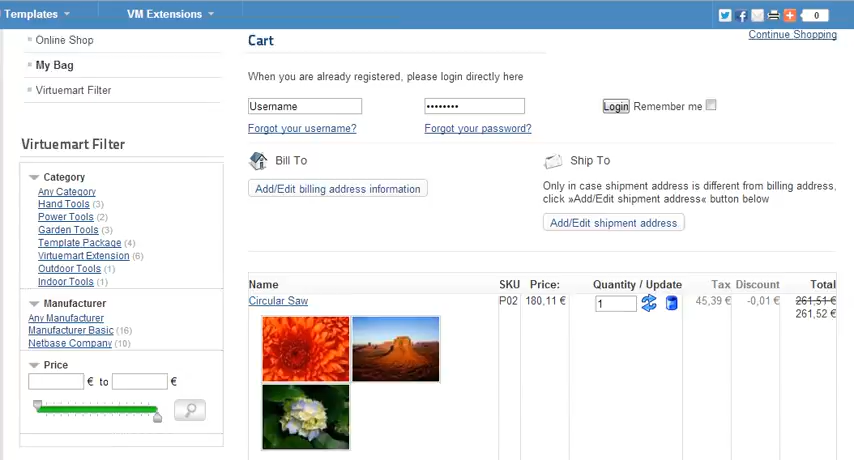 Templates
VM Extensions
0
Online Shop
My Bag
Virtuemart Filter
Virtuemart Filter
Category
Any Category
Hand Tools (3)
Power Tools (2)
Garden Tools (3)
Template Package (4)
Virtuemart Extension (6)
Outdoor Tools (1)
Indoor Tools (1)
Manufacturer
Any Manufacturer
Manufacturer Basic (16)
Netbase Company (10)
Price
€ to €
Cart
Continue Shopping
When you are already registered, please login directly here
Username
Login Remember me
Forgot your username? Forgot your password?
Bill To
Add/Edit billing address information
Ship To
Only in case shipment address is different from billing address,
click »Add/Edit shipment address« button below
Add/Edit shipment address
Name SKU Price: Quantity / Update Tax Discount Total
Circular Saw P02 180,11 € 1 45,39 € -0,01 € 261,51 €
261,52 €